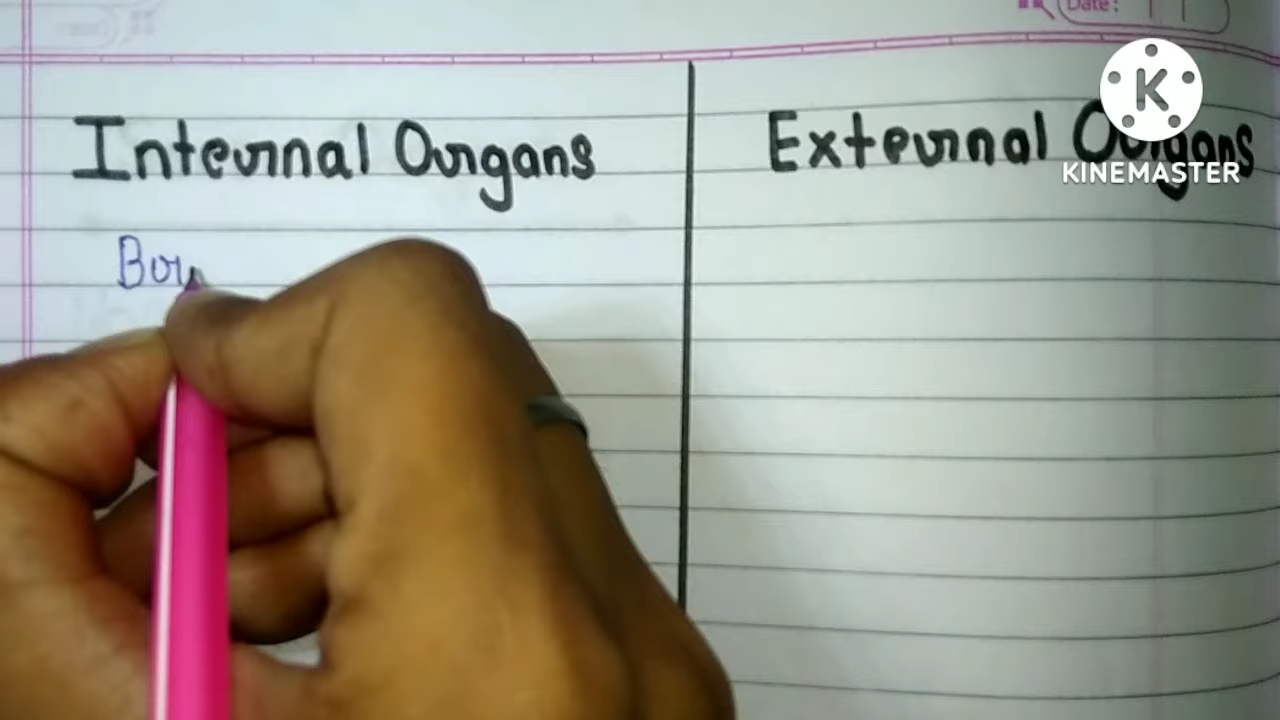 Date :
Internal Organs
External Organs
K
KINEMASTER